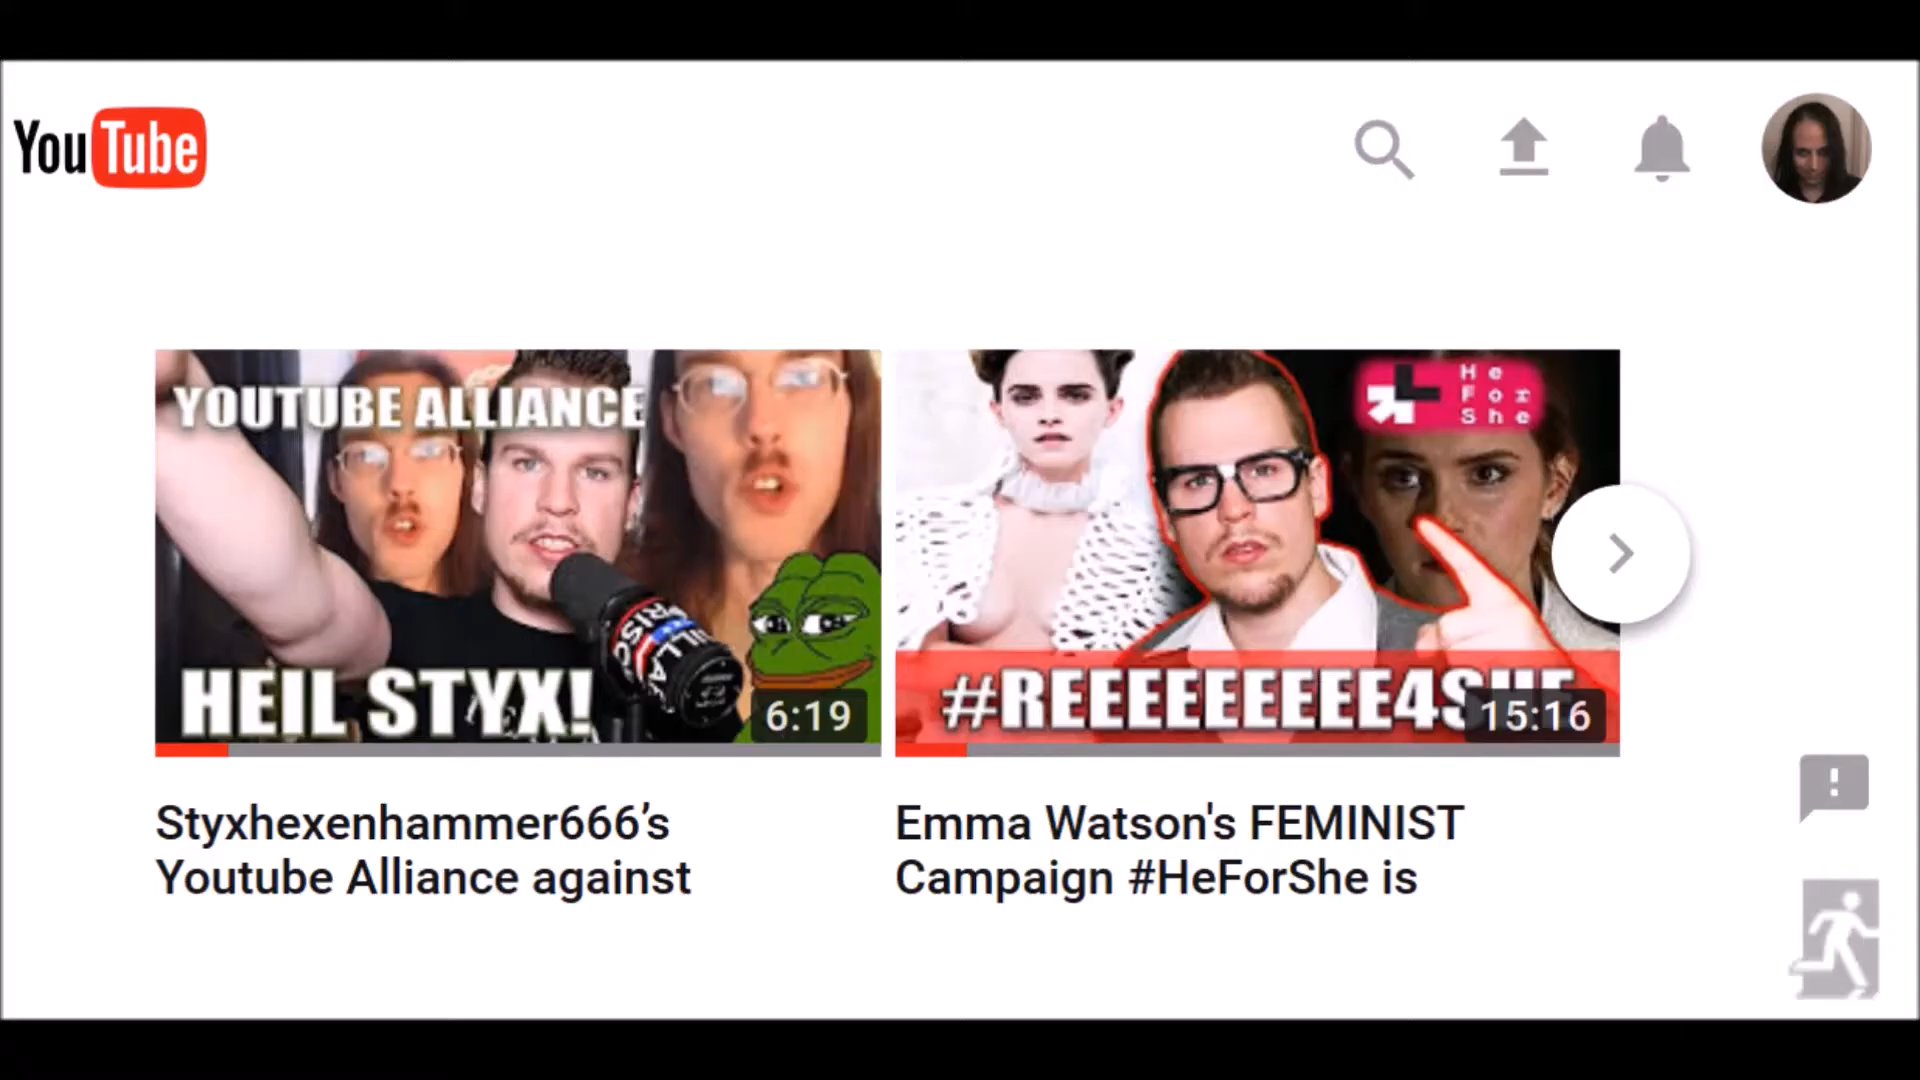 YouTube
YOUTUBE ALLIANCE
HEIL STYX!
6:19
He
For
She
#REEEEEEEEE4SHE
15:16
Styxhexenhammer666’s
Youtube Alliance against
Emma Watson's FEMINIST
Campaign #HeForShe is